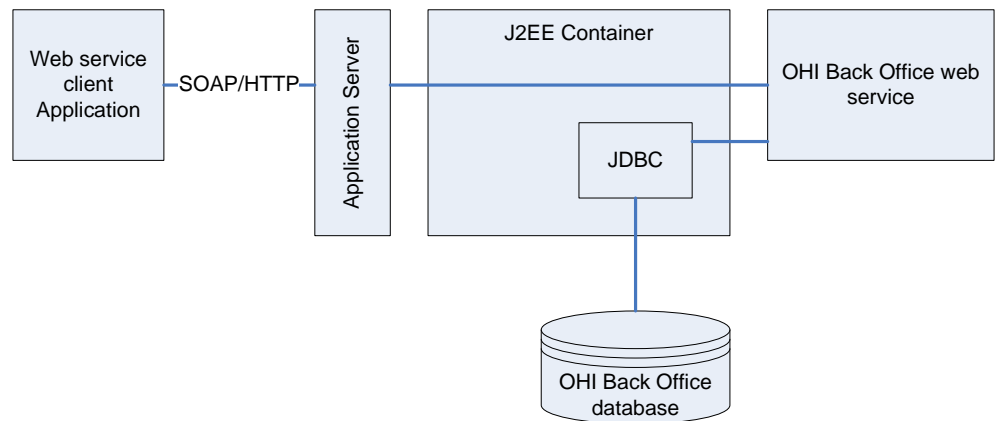 Web service
client
Application
SOAP/HTTP
Application Server
J2EE Container
JDBC
OHI Back Office web
service
OHI Back Office
database